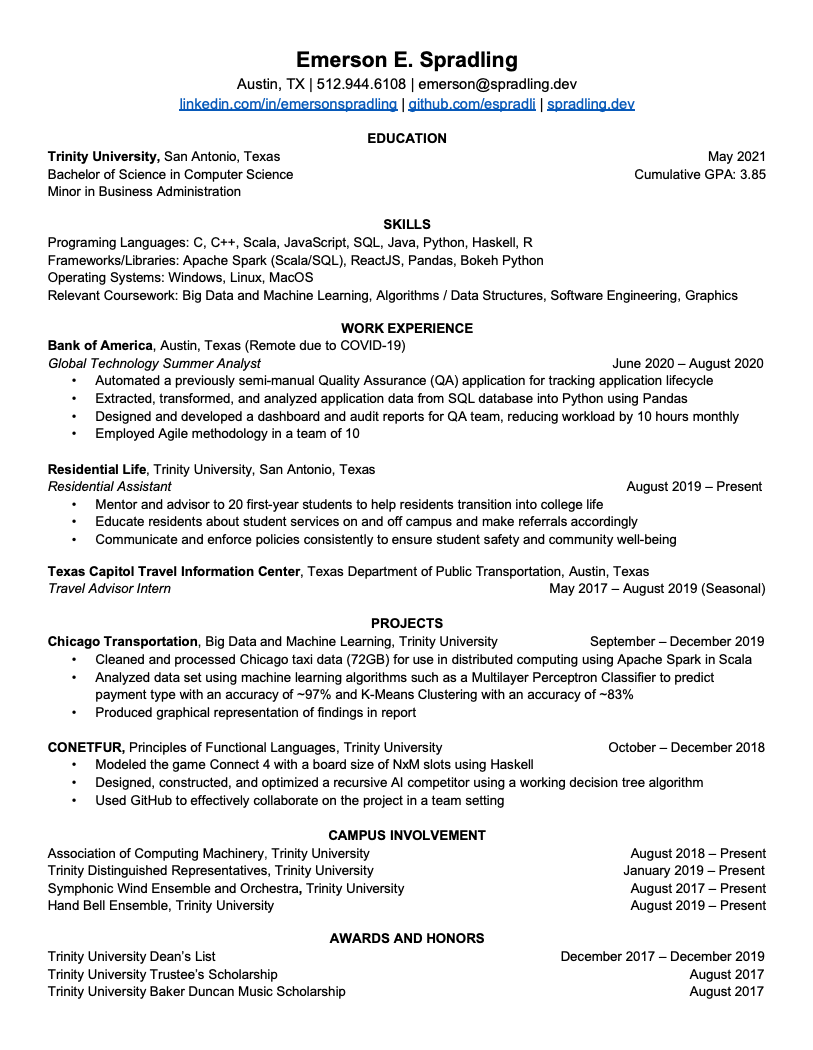 Emerson E. Spradling
Austin, TX | 512.944.6108 | emerson@spradling.dev
linkedin.com/in/emersonspradling | github.com/espradli | spradling.dev
EDUCATION
Trinity University, San Antonio, Texas May 2021
Bachelor of Science in Computer Science Cumulative GPA: 3.85
Minor in Business Administration
SKILLS
Programing Languages: C, C++, Scala, JavaScript, SQL, Java, Python, Haskell, R
Frameworks/Libraries: Apache Spark (Scala/SQL), ReactJS, Pandas, Bokeh Python
Operating Systems: Windows, Linux, MacOS
Relevant Coursework: Big Data and Machine Learning, Algorithms / Data Structures, Software Engineering, Graphics
WORK EXPERIENCE
Bank of America, Austin, Texas (Remote due to COVID-19)
Global Technology Summer Analyst June 2020 – August 2020
• Automated a previously semi-manual Quality Assurance (QA) application for tracking application lifecycle
• Extracted, transformed, and analyzed application data from SQL database into Python using Pandas
• Designed and developed a dashboard and audit reports for QA team, reducing workload by 10 hours monthly
• Employed Agile methodology in a team of 10
Residential Life, Trinity University, San Antonio, Texas
Residential Assistant August 2019 – Present
• Mentor and advisor to 20 first-year students to help residents transition into college life
• Educate residents about student services on and off campus and make referrals accordingly
• Communicate and enforce policies consistently to ensure student safety and community well-being
Texas Capitol Travel Information Center, Texas Department of Public Transportation, Austin, Texas
Travel Advisor Intern May 2017 – August 2019 (Seasonal)
PROJECTS
Chicago Transportation, Big Data and Machine Learning, Trinity University September – December 2019
• Cleaned and processed Chicago taxi data (72GB) for use in distributed computing using Apache Spark in Scala
• Analyzed data set using machine learning algorithms such as a Multilayer Perceptron Classifier to predict
payment type with an accuracy of ~97% and K-Means Clustering with an accuracy of ~83%
• Produced graphical representation of findings in report
CONETFUR, Principles of Functional Languages, Trinity University October – December 2018
• Modeled the game Connect 4 with a board size of NxM slots using Haskell
• Designed, constructed, and optimized a recursive AI competitor using a working decision tree algorithm
• Used GitHub to effectively collaborate on the project in a team setting
CAMPUS INVOLVEMENT
Association of Computing Machinery, Trinity University August 2018 – Present
Trinity Distinguished Representatives, Trinity University January 2019 – Present
Symphonic Wind Ensemble and Orchestra, Trinity University August 2017 – Present
Hand Bell Ensemble, Trinity University August 2019 – Present
AWARDS AND HONORS
Trinity University Dean's List December 2017 – December 2019
Trinity University Trustee's Scholarship August 2017
Trinity University Baker Duncan Music Scholarship August 2017